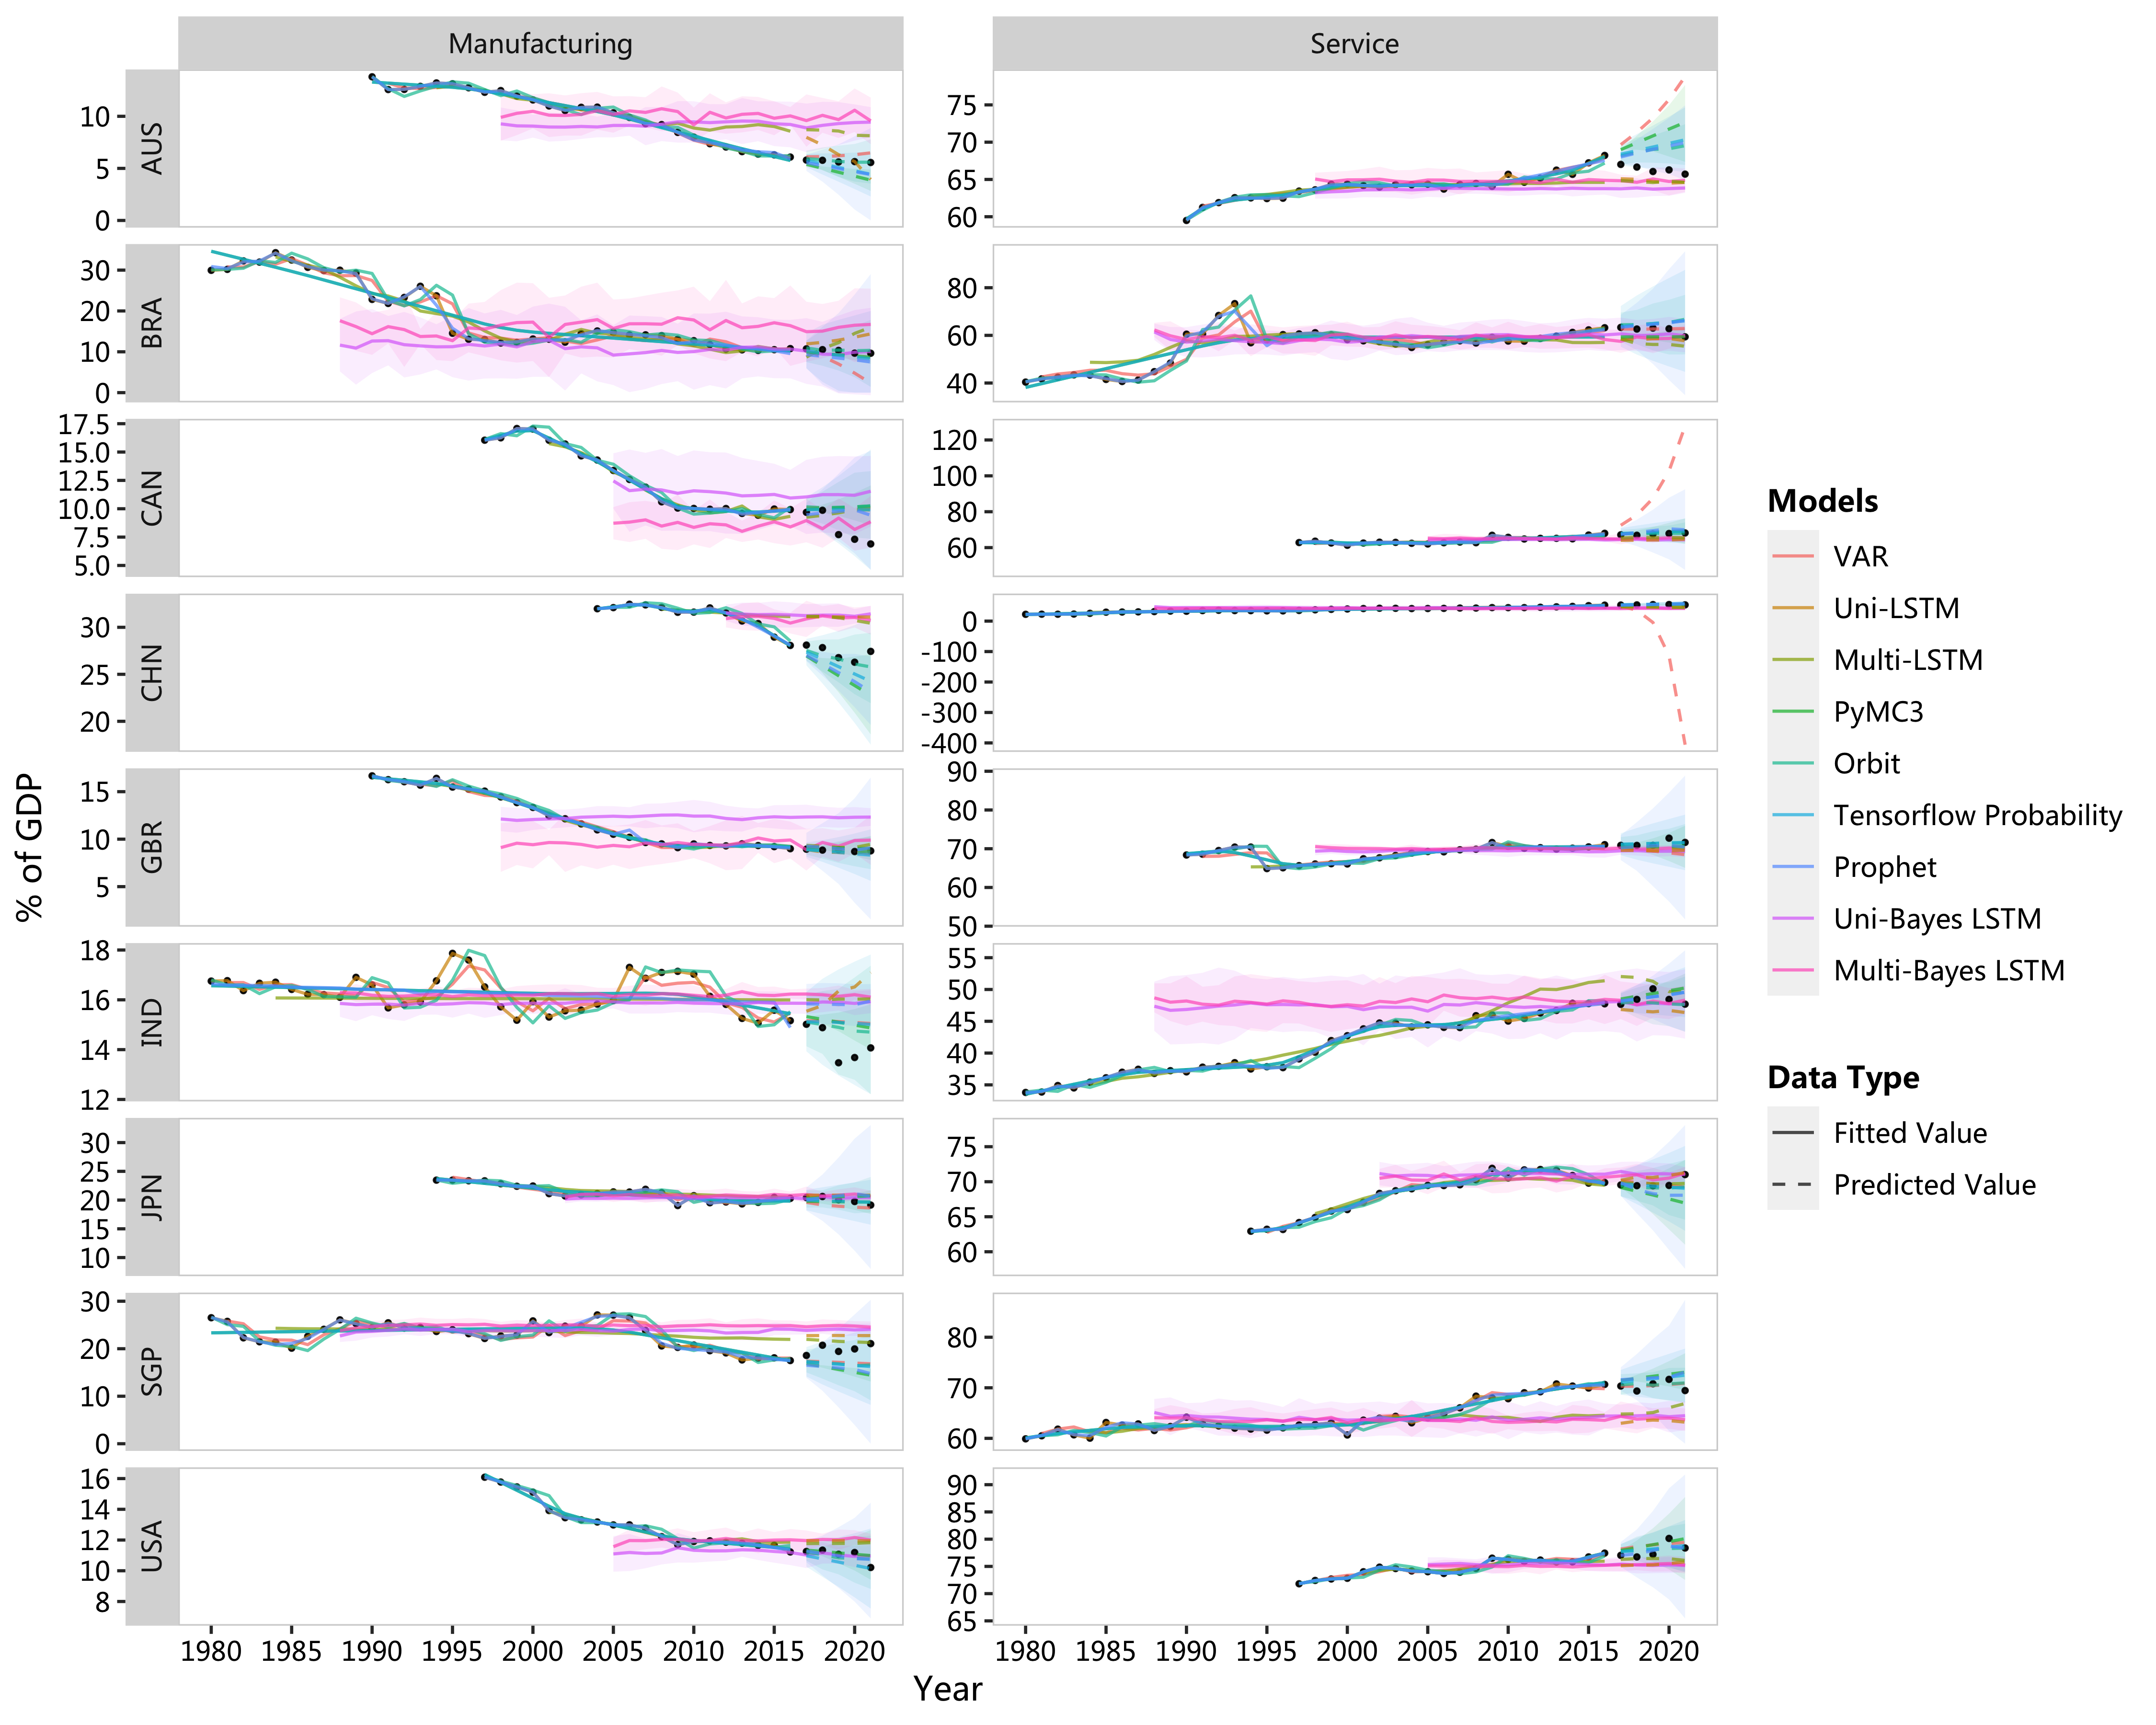 Manufacturing
Service
% of GDP
AUS
10
5
0
75
70
65
60
BRA
30
20
10
0
80
60
40
CAN
17.5
15.0
12.5
10.0
7.5
5.0
120
100
80
60
CHN
30
25
20
0
-100
-200
-300
-400
GBR
15
10
5
90
80
70
60
50
IND
18
16
14
12
55
50
45
40
35
JPN
30
25
20
15
10
75
70
65
60
SGP
30
20
10
0
80
70
60
USA
16
14
12
10
8
90
85
80
75
70
65
1980 1985 1990 1995 2000 2005 2010 2015 2020
1980 1985 1990 1995 2000 2005 2010 2015 2020
Year
Models
VAR
Uni-LSTM
Multi-LSTM
PyMC3
Orbit
Tensorflow Probability
Prophet
Uni-Bayes LSTM
Multi-Bayes LSTM
Data Type
Fitted Value
Predicted Value